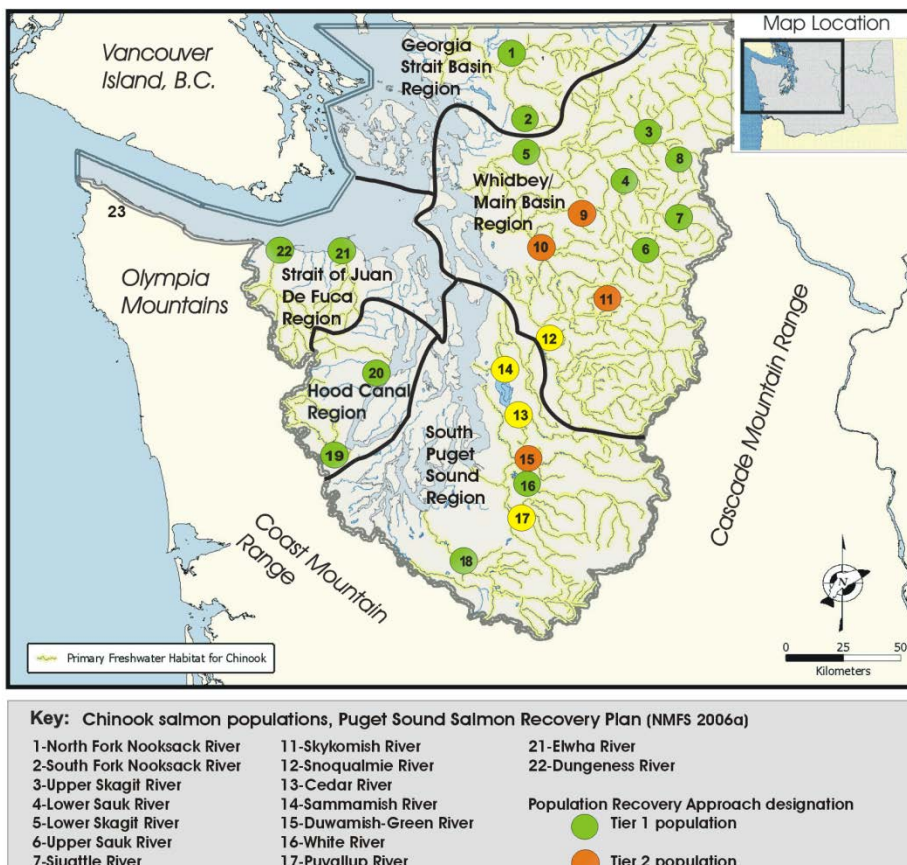 Map Location
Vancouver
Island, B.C.
Georgia
Strait Basin
Region
1
2
3
5
8
4
Whidbey/
Main Basin
Region
9
7
10
6
23
22
21
Olympia
Mountains
Strait of Juan
De Fuca
Region
11
12
14
20
Hood Canal
Region
13
Cascade Mountain Range
South
Puget
Sound
Region
19
15
16
17
18
Coast Mountain
Range
N
Primary Freshwater Habitat for Chinook
0 25 50
Kilometers
Key: Chinook salmon populations, Puget Sound Salmon Recovery Plan (NMFS 2006a)
1-North Fork Nooksack River
2-South Fork Nooksack River
3-Upper Skagit River
4-Lower Sauk River
5-Lower Skagit River
6-Upper Sauk River
7-Siuattle River
11-Skykomish River
12-Snoqualmie River
13-Cedar River
14-Sammamish River
15-Duwamish-Green River
16-White River
17-Puyallup River
21-Elwha River
22-Dungeness River
Population Recovery Approach designation
Tier 1 population
Tier 2 population